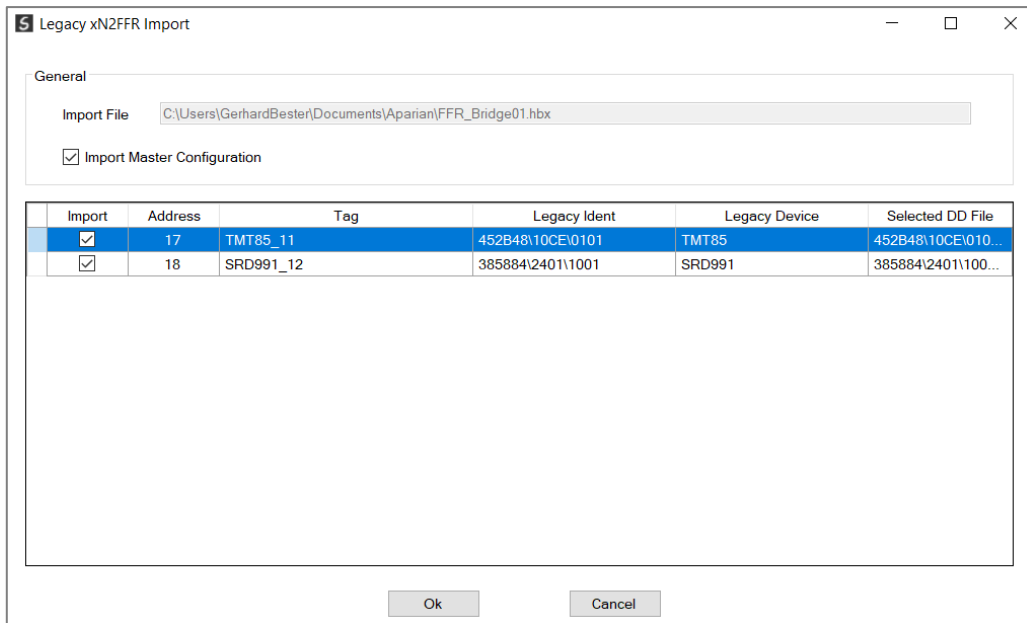 S Legacy xN2FFR Import
General
Import File C:\Users\GerhardBester\Documents\Aparian\FFR_Bridge01.hbx
Import Master Configuration
Import Address Tag Legacy Ident Legacy Device Selected DD File
17 TMT85_11 452B48\10CE\0101 TMT85 452B48\10CE\010...
18 SRD991_12 385884\2401\1001 SRD991 385884\2401\100...
Ok Cancel